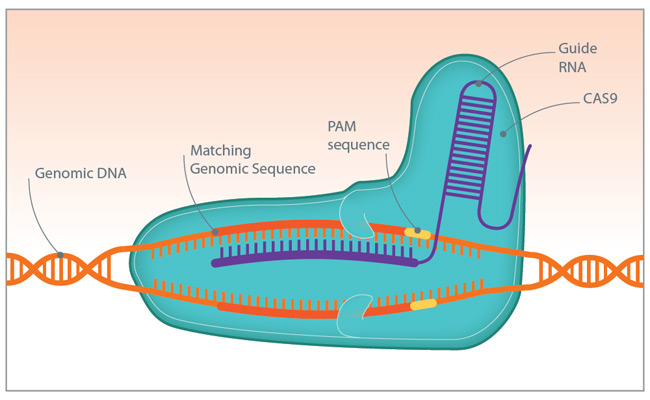 Guide
RNA
CAS9
PAM
sequence
Matching
Genomic Sequence
Genomic DNA